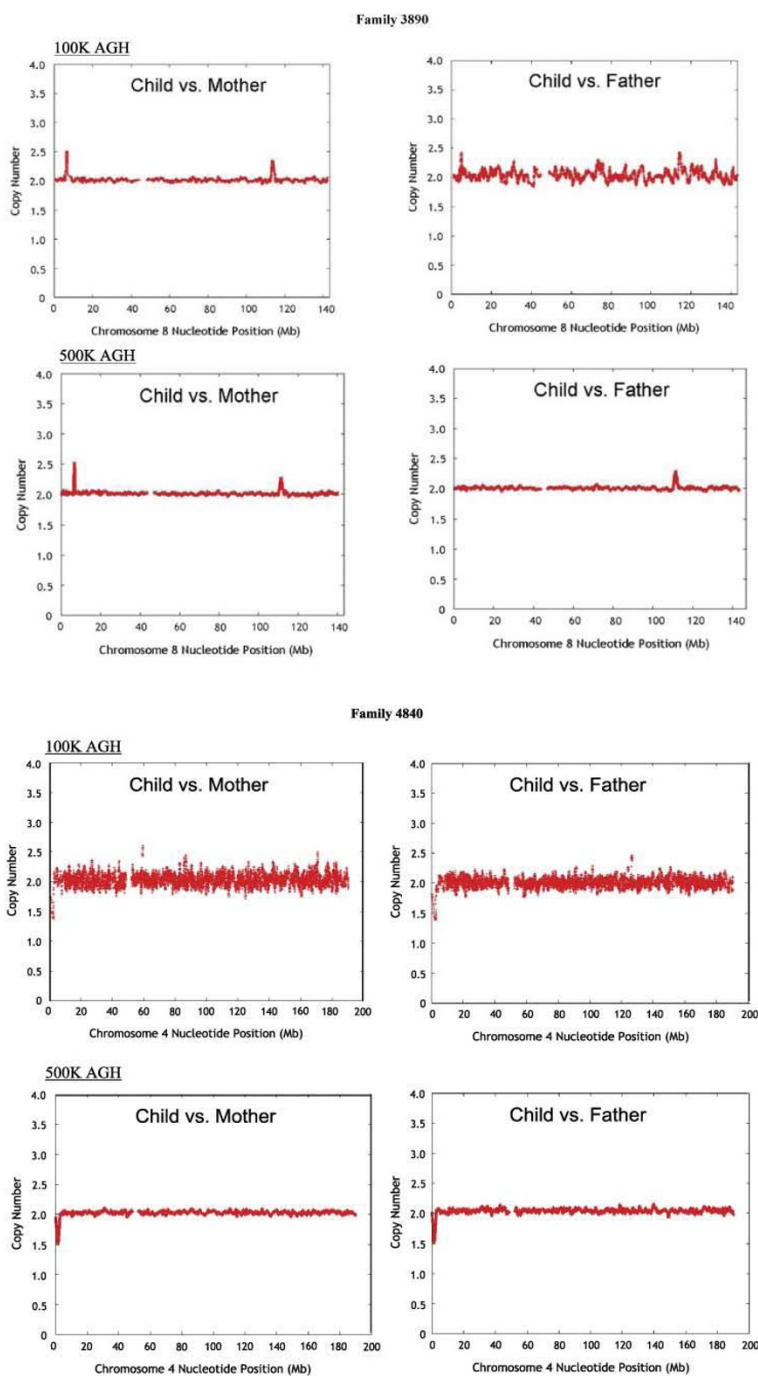 Family 3890
100K AGH
Child vs. Mother
Copy Number
4.0
3.5
3.0
2.5
2.0
1.5
1.0
0.5
0
0 20 40 60 80 100 120 140
Chromosome 8 Nucleotide Position (Mb)
Child vs. Father
Copy Number
4.0
3.5
3.0
2.5
2.0
1.5
1.0
0.5
0
0 20 40 60 80 100 120 140
Chromosome 8 Nucleotide Position (Mb)
500K AGH
Child vs. Mother
Copy Number
4.0
3.5
3.0
2.5
2.0
1.5
1.0
0.5
0
0 20 40 60 80 100 120 140
Chromosome 8 Nucleotide Position (Mb)
Child vs. Father
Copy Number
4.0
3.5
3.0
2.5
2.0
1.5
1.0
0.5
0
0 20 40 60 80 100 120 140
Chromosome 8 Nucleotide Position (Mb)
Family 4840
100K AGH
Child vs. Mother
Copy Number
4.0
3.5
3.0
2.5
2.0
1.5
1.0
0.5
0
0 20 40 60 80 100 120 140 160 180 200
Chromosome 4 Nucleotide Position (Mb)
Child vs. Father
Copy Number
4.0
3.5
3.0
2.5
2.0
1.5
1.0
0.5
0
0 20 40 60 80 100 120 140 160 180 200
Chromosome 4 Nucleotide Position (Mb)
500K AGH
Child vs. Mother
Copy Number
4.0
3.5
3.0
2.5
2.0
1.5
1.0
0.5
0
0 20 40 60 80 100 120 140 160 180 200
Chromosome 4 Nucleotide Position (Mb)
Child vs. Father
Copy Number
4.0
3.5
3.0
2.5
2.0
1.5
1.0
0.5
0
0 20 40 60 80 100 120 140 160 180 200
Chromosome 4 Nucleotide Position (Mb)